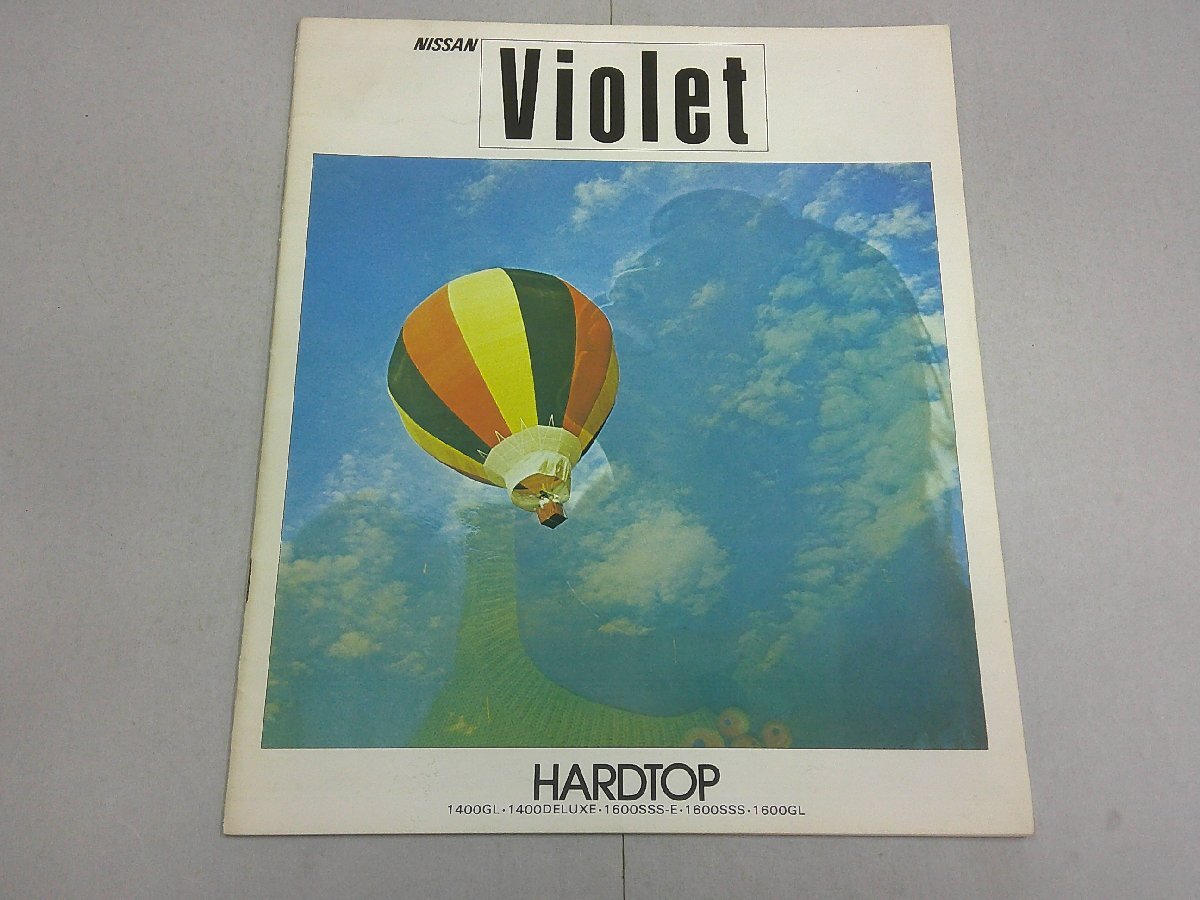 NISSAN Violet
HARDTOP
1400GL・1400DELUXE・1600SSS-E・1600SSS・1600GL